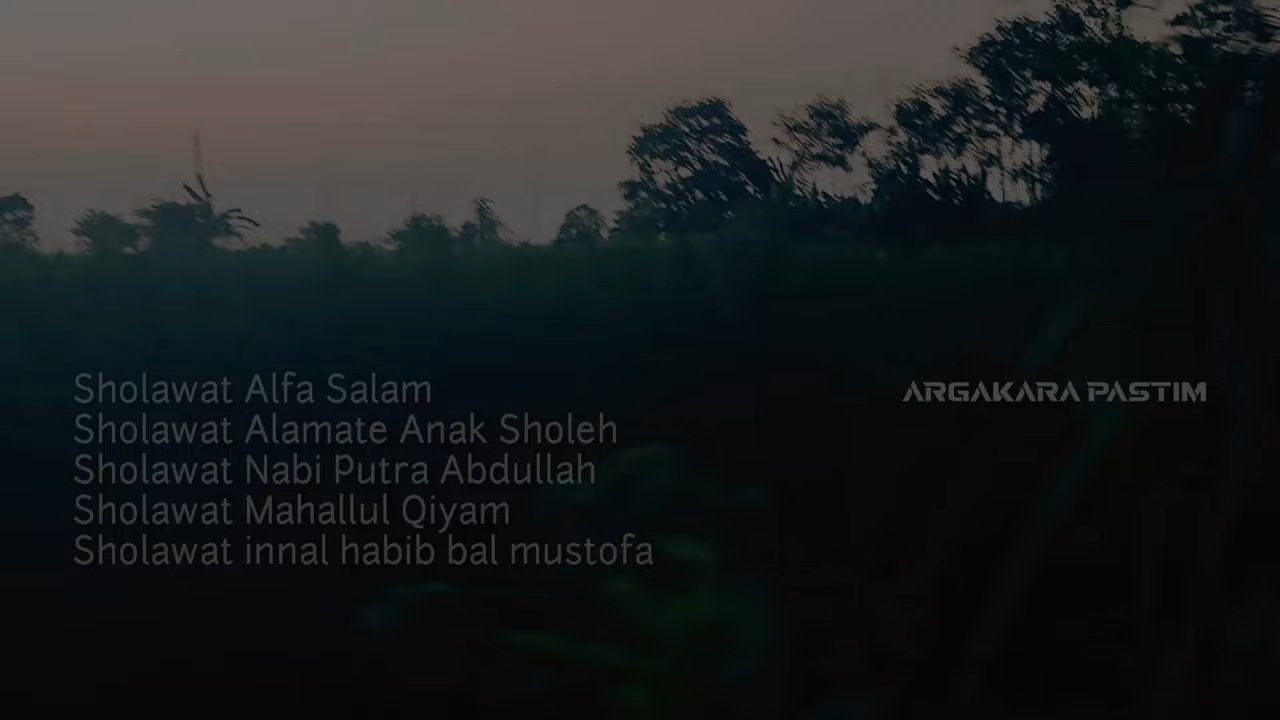 Sholawat Alfa Salam
Sholawat Alamate Anak Sholeh
Sholawat Nabi Putra Abdullah
Sholawat Mahallul Qiyam
Sholawat innal habib bal mustofa
ARGAKARA PASTIM